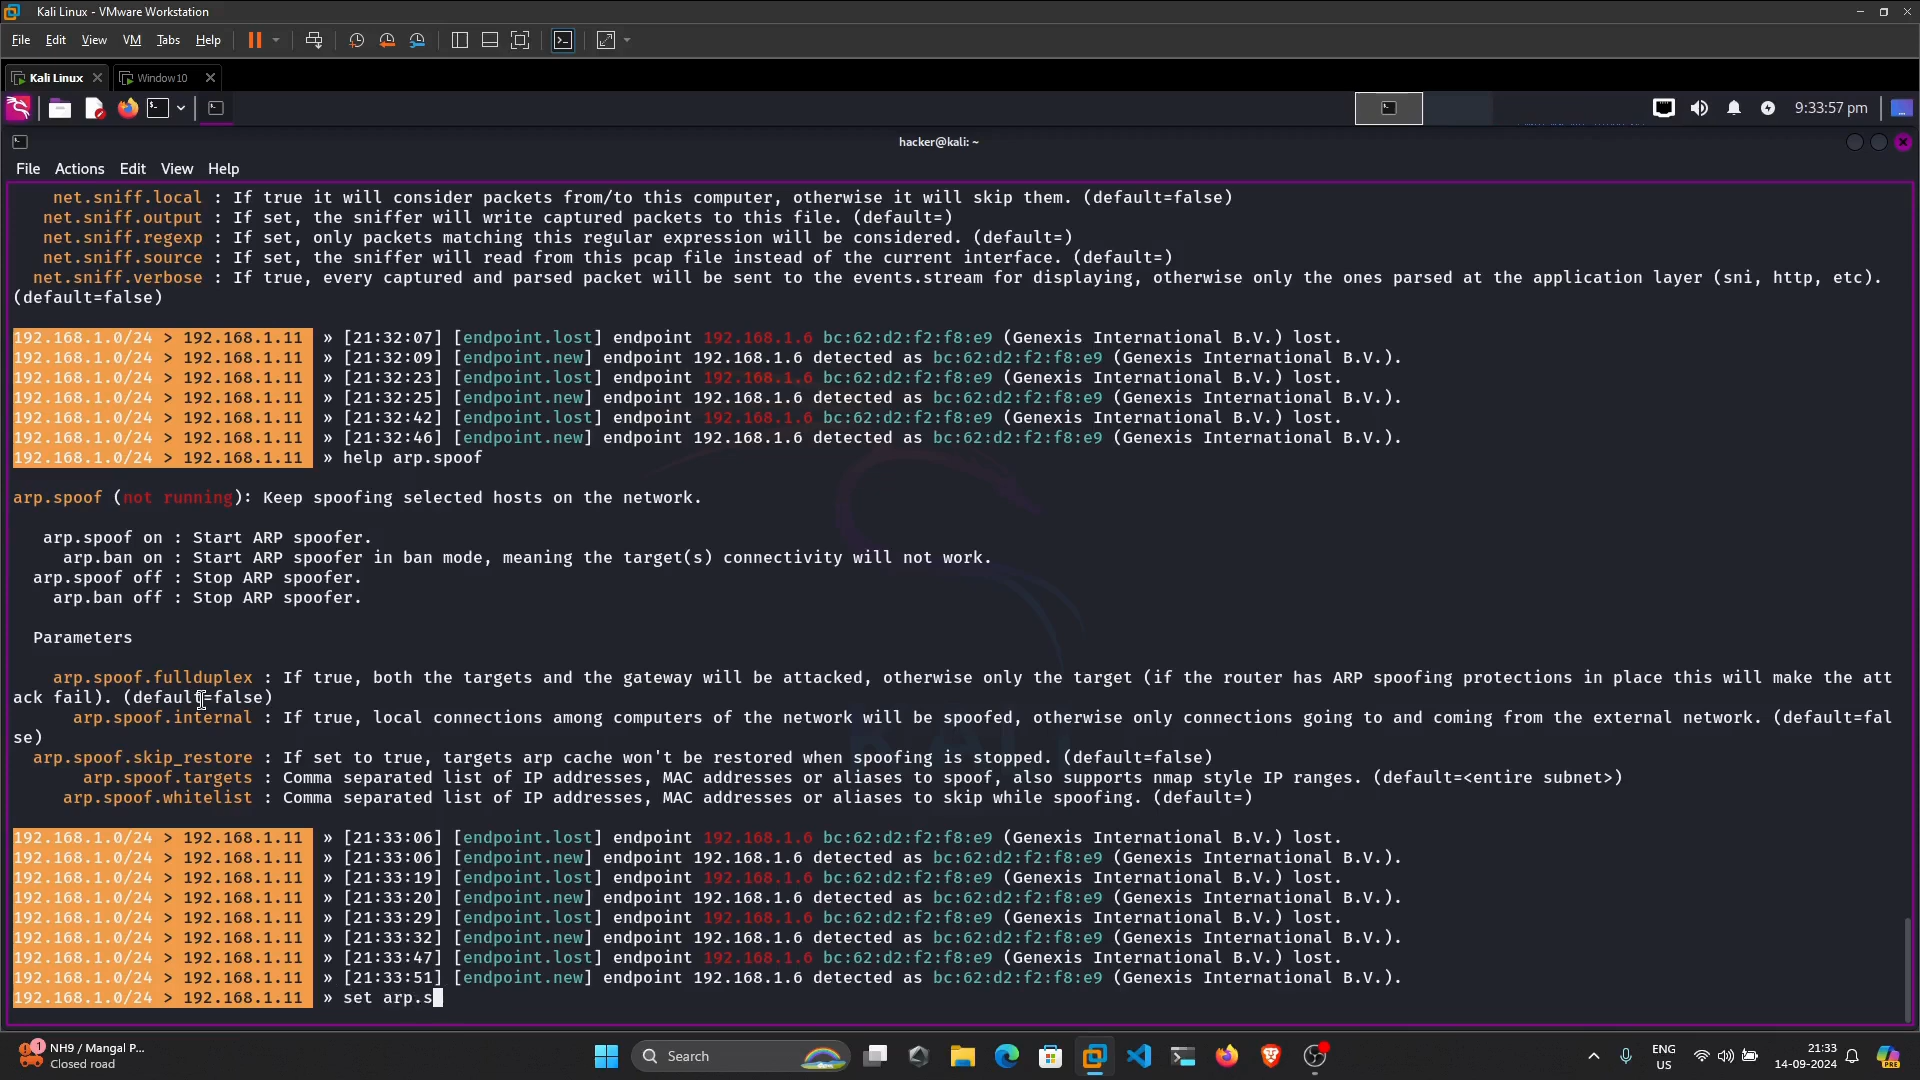 Kali Linux - VMware Workstation
File Edit View VM Tabs Help
Kali Linux Window10
9:33:57 pm
hacker@kali: ~
File Actions Edit View Help
net.sniff.local : If true it will consider packets from/to this computer, otherwise it will skip them. (default=false)
net.sniff.output : If set, the sniffer will write captured packets to this file. (default=)
net.sniff.regexp : If set, only packets matching this regular expression will be considered. (default=)
net.sniff.source : If set, the sniffer will read from this pcap file instead of the current interface. (default=)
net.sniff.verbose : If true, every captured and parsed packet will be sent to the events.stream for displaying, otherwise only the ones parsed at the application layer (sni, http, etc).
(default=false)
192.168.1.0/24 > 192.168.1.11 » [21:32:07] [endpoint.lost] endpoint 192.168.1.6 bc:62:d2:f2:f8:e9 (Genexis International B.V.) lost.
192.168.1.0/24 > 192.168.1.11 » [21:32:09] [endpoint.new] endpoint 192.168.1.6 detected as bc:62:d2:f2:f8:e9 (Genexis International B.V.).
192.168.1.0/24 > 192.168.1.11 » [21:32:23] [endpoint.lost] endpoint 192.168.1.6 bc:62:d2:f2:f8:e9 (Genexis International B.V.) lost.
192.168.1.0/24 > 192.168.1.11 » [21:32:25] [endpoint.new] endpoint 192.168.1.6 detected as bc:62:d2:f2:f8:e9 (Genexis International B.V.).
192.168.1.0/24 > 192.168.1.11 » [21:32:42] [endpoint.lost] endpoint 192.168.1.6 bc:62:d2:f2:f8:e9 (Genexis International B.V.) lost.
192.168.1.0/24 > 192.168.1.11 » [21:32:46] [endpoint.new] endpoint 192.168.1.6 detected as bc:62:d2:f2:f8:e9 (Genexis International B.V.).
192.168.1.0/24 > 192.168.1.11 » help arp.spoof
arp.spoof (not running): Keep spoofing selected hosts on the network.
arp.spoof on : Start ARP spoofer.
arp.ban on : Start ARP spoofer in ban mode, meaning the target(s) connectivity will not work.
arp.spoof off : Stop ARP spoofer.
arp.ban off : Stop ARP spoofer.
Parameters
arp.spoof.fullduplex : If true, both the targets and the gateway will be attacked, otherwise only the target (if the router has ARP spoofing protections in place this will make the att
ack fail). (default=false)
arp.spoof.internal : If true, local connections among computers of the network will be spoofed, otherwise only connections going to and coming from the external network. (default=fal
se)
arp.spoof.skip_restore : If set to true, targets arp cache won't be restored when spoofing is stopped. (default=false)
arp.spoof.targets : Comma separated list of IP addresses, MAC addresses or aliases to spoof, also supports nmap style IP ranges. (default=<entire subnet>)
arp.spoof.whitelist : Comma separated list of IP addresses, MAC addresses or aliases to skip while spoofing. (default=)
192.168.1.0/24 > 192.168.1.11 » [21:33:06] [endpoint.lost] endpoint 192.168.1.6 bc:62:d2:f2:f8:e9 (Genexis International B.V.) lost.
192.168.1.0/24 > 192.168.1.11 » [21:33:06] [endpoint.new] endpoint 192.168.1.6 detected as bc:62:d2:f2:f8:e9 (Genexis International B.V.).
192.168.1.0/24 > 192.168.1.11 » [21:33:19] [endpoint.lost] endpoint 192.168.1.6 bc:62:d2:f2:f8:e9 (Genexis International B.V.) lost.
192.168.1.0/24 > 192.168.1.11 » [21:33:20] [endpoint.new] endpoint 192.168.1.6 detected as bc:62:d2:f2:f8:e9 (Genexis International B.V.).
192.168.1.0/24 > 192.168.1.11 » [21:33:29] [endpoint.lost] endpoint 192.168.1.6 bc:62:d2:f2:f8:e9 (Genexis International B.V.) lost.
192.168.1.0/24 > 192.168.1.11 » [21:33:32] [endpoint.new] endpoint 192.168.1.6 detected as bc:62:d2:f2:f8:e9 (Genexis International B.V.).
192.168.1.0/24 > 192.168.1.11 » [21:33:47] [endpoint.lost] endpoint 192.168.1.6 bc:62:d2:f2:f8:e9 (Genexis International B.V.) lost.
192.168.1.0/24 > 192.168.1.11 » [21:33:51] [endpoint.new] endpoint 192.168.1.6 detected as bc:62:d2:f2:f8:e9 (Genexis International B.V.).
192.168.1.0/24 > 192.168.1.11 » set arp.s
1 NH9 / Mangal P... Search ENG 21:33
Closed road US 14-09-2024 PRE